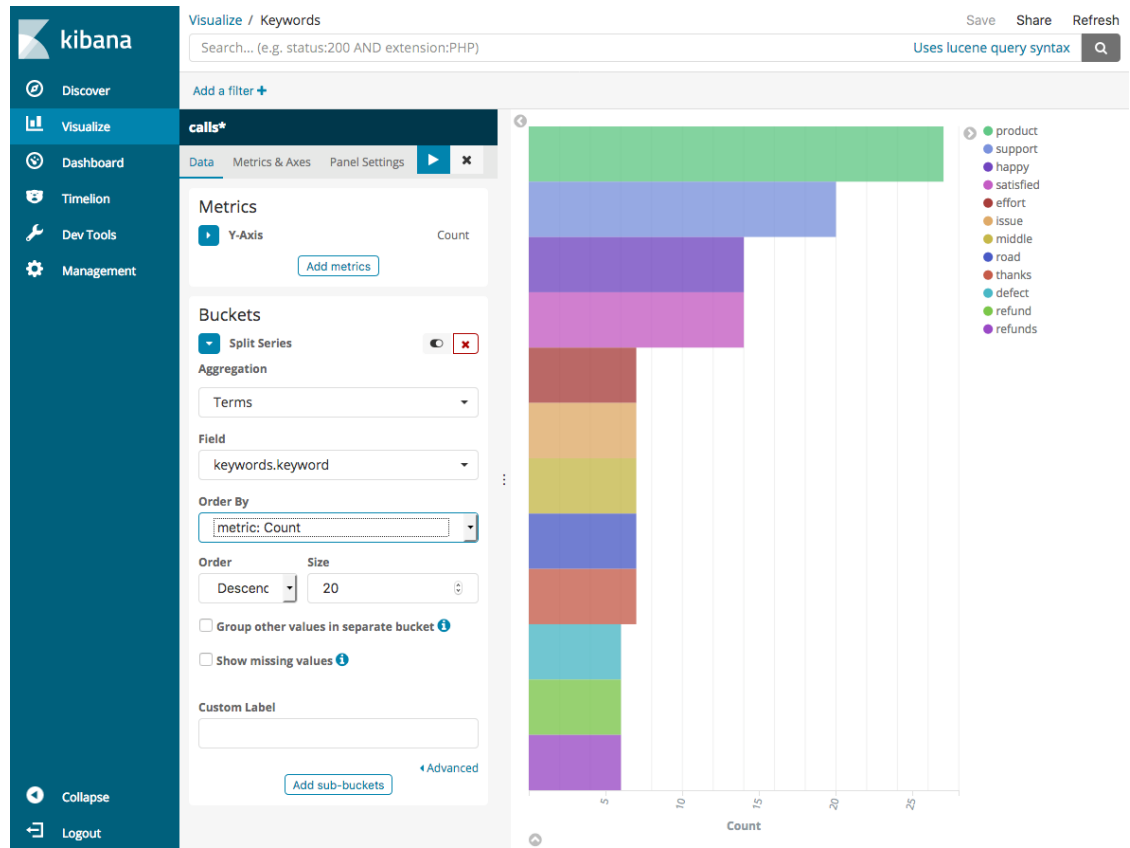 kibana
Discover
Visualize
Dashboard
Timelion
Dev Tools
Management
Collapse
Logout
Visualize / Keywords
Save Share Refresh
Search... (e.g. status:200 AND extension:PHP)
Uses lucene query syntax
Add a filter
calls*
Data Metrics & Axes Panel Settings
Metrics
Y-Axis Count
Add metrics
Buckets
Split Series
Aggregation
Terms
Field
keywords.keyword
Order By
metric: Count
Order Size
Descenc 20
Group other values in separate bucket
Show missing values
Custom Label
Advanced
Add sub-buckets
5 10 15 20 25
Count
product
support
happy
satisfied
effort
issue
middle
road
thanks
defect
refund
refunds